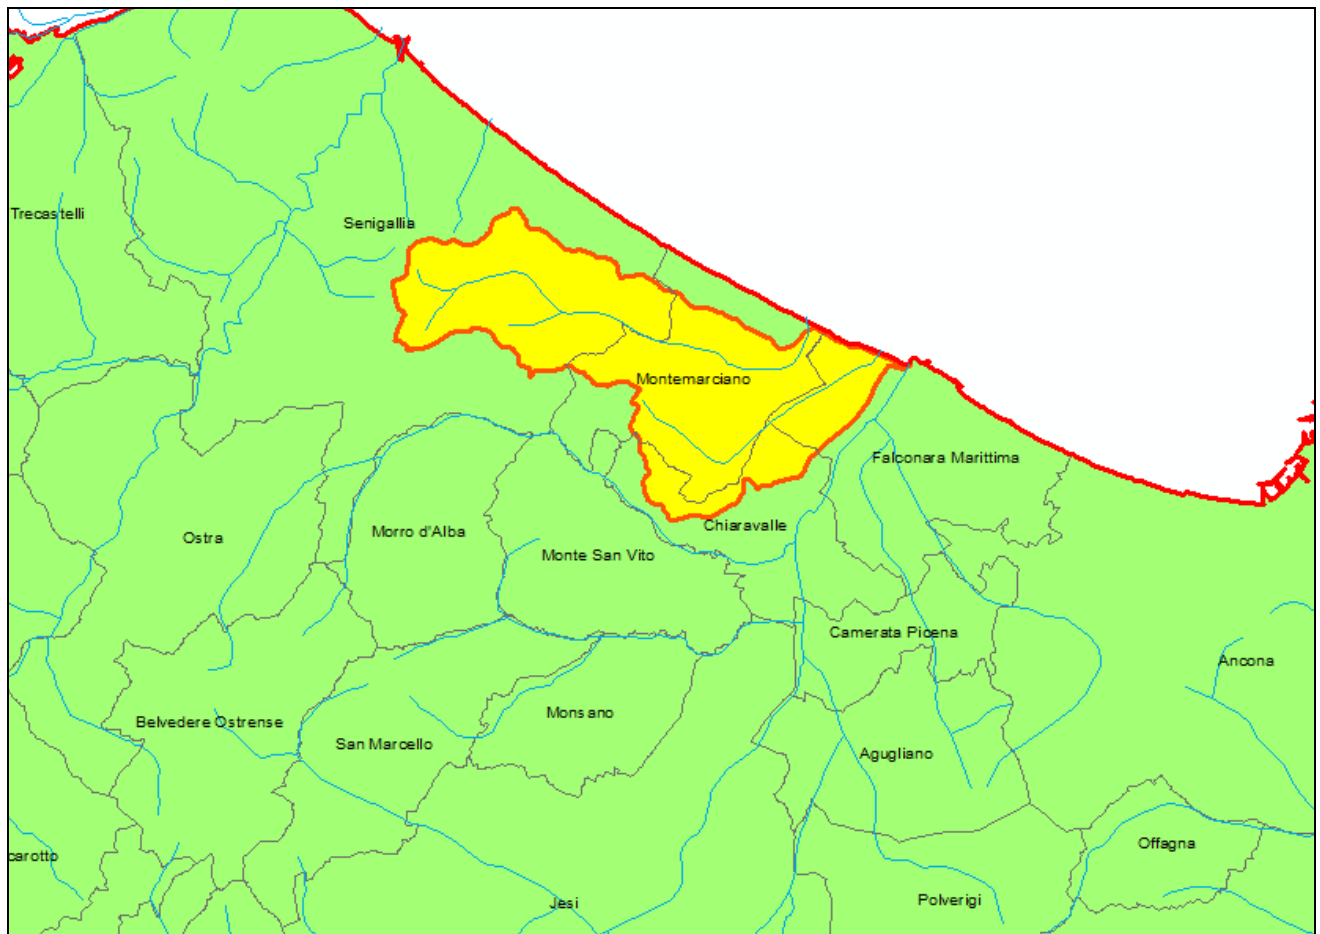 Trecastelli
Senigallia
Montemarciano
Falconara Marittima
Chiaravalle
Morro d'Alba
Ostra
Monte San Vito
Camerata Picena
Ancona
Monsano
Belvedere Ostrense
San Marcello
Agugliano
Offagna
carotto
Polverigi
Jesi